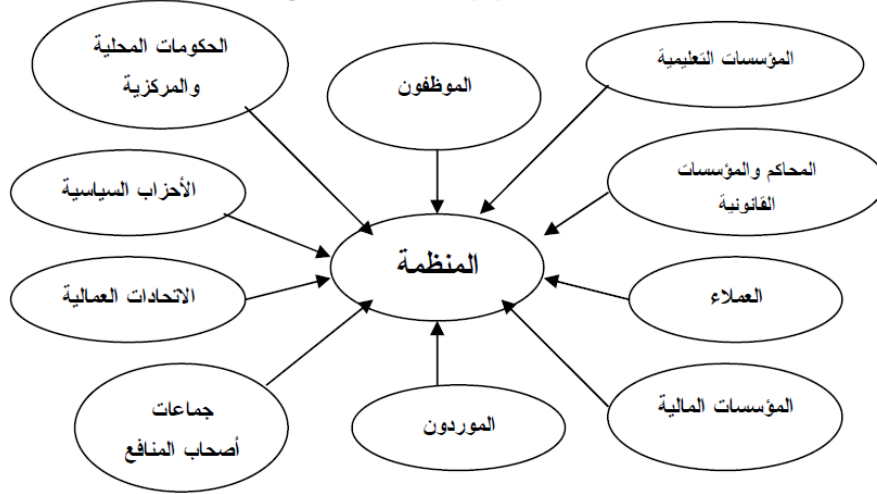 المؤسسات التعليمية
الموظفون
الحكومات المحلية
والمركزية
المحاكم والمؤسسات
القانونية
الأحزاب السياسية
المنظمة
العملاء
الاتحادات العمالية
المؤسسات المالية
الموردون
جماعات
أصحاب المنافع